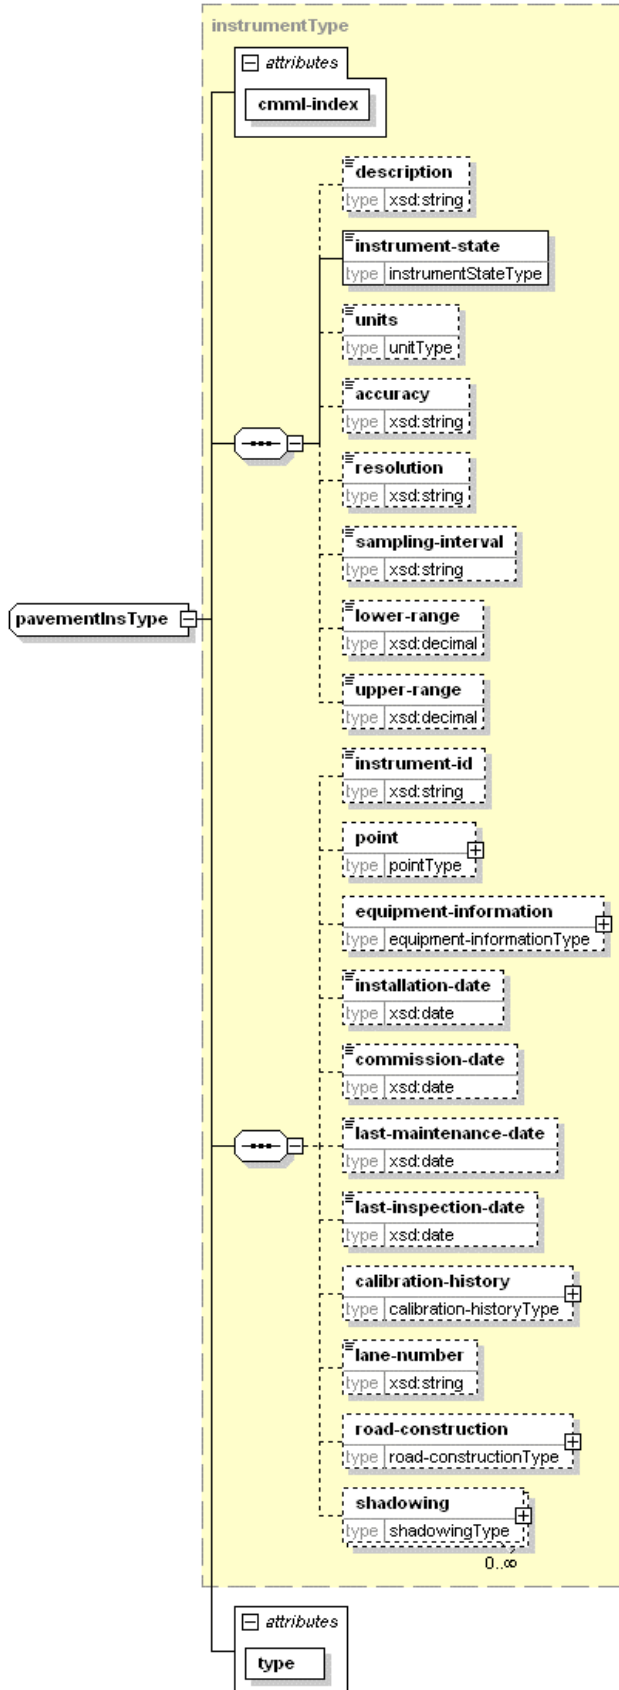 instrumentType
attributes
cmml-index
description
type xsd:string
instrument-state
type instrumentStateType
units
type unitType
accuracy
type xsd:string
resolution
type xsd:string
sampling-interval
type xsd:string
pavementInsType
lower-range
type xsd:decimal
upper-range
type xsd:decimal
instrument-id
type xsd:string
point
type pointType
equipment-information
type equipment-informationType
installation-date
type xsd:date
commission-date
type xsd:date
last-maintenance-date
type xsd:date
last-inspection-date
type xsd:date
calibration-history
type calibration-historyType
lane-number
type xsd:string
road-construction
type road-constructionType
shadowing
type shadowingType
0..∞
attributes
type